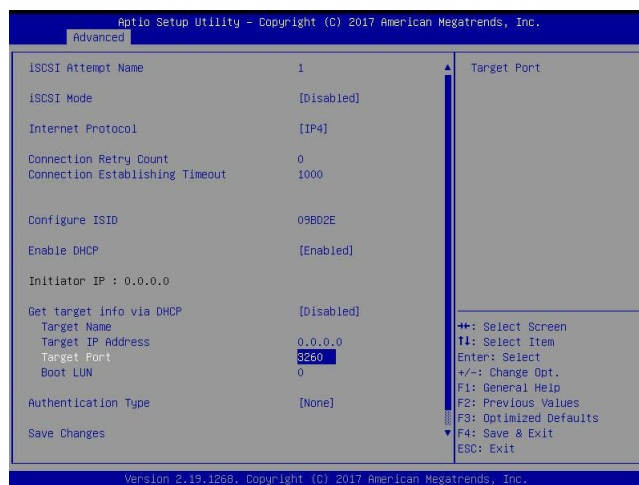 Aptio Setup Utility – Copyright (C) 2017 American Megatrends, Inc.
Advanced
iSCSI Attempt Name 1
iSCSI Mode [Disabled]
Internet Protocol [IP4]
Connection Retry Count 0
Connection Establishing Timeout 1000
Configure ISID 09BD2E
Enable DHCP [Enabled]
Initiator IP : 0.0.0.0
Get target info via DHCP [Disabled]
Target Name
Target IP Address 0.0.0.0
Target Port 3260
Boot LUN 0
Authentication Type [None]
Save Changes
Target Port
→←: Select Screen
↑↓: Select Item
Enter: Select
+/-: Change Opt.
F1: General Help
F2: Previous Values
F3: Optimized Defaults
F4: Save & Exit
ESC: Exit
Version 2.19.1268. Copyright (C) 2017 American Megatrends, Inc.